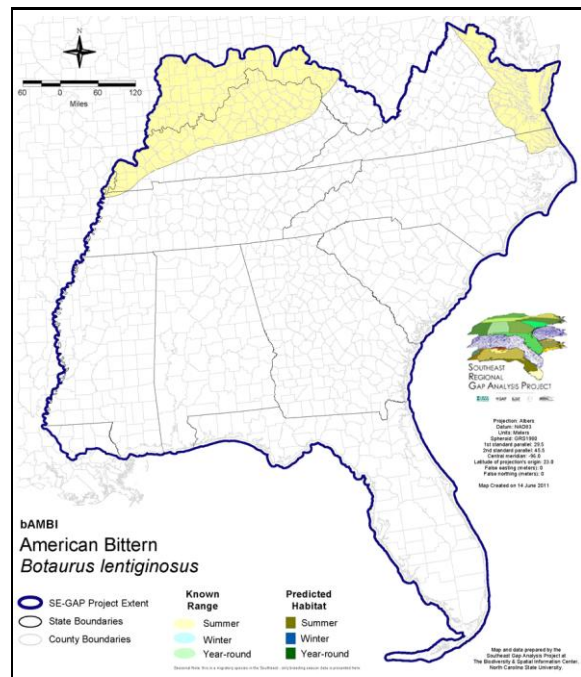 N
60 0 60 120
Miles
SOUTHEAST
REGIONAL
GAP ANALYSIS PROJECT
Projection: Albers
Datum: NAD83
Units: Meters
Spheroid: GRS1980
1st standard parallel: 29.5
2nd standard parallel: 45.5
Central meridian: -96.0
Latitude of projection's origin: 23.0
False easting (meters): 0
False northing (meters): 0
Map Created on 14 June 2011
bAMBI
American Bittern
Botaurus lentiginosus
SE-GAP Project Extent
State Boundaries
County Boundaries
Known
Range
Summer
Winter
Year-round
Predicted
Habitat
Summer
Winter
Year-round
Map and data prepared by the
Southeast Gap Analysis Project at
The Biodiversity & Spatial Information Center,
North Carolina State University.